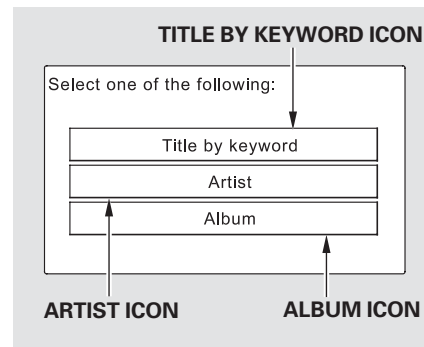 TITLE BY KEYWORD ICON
Select one of the following:
Title by keyword
Artist
Album
ARTIST ICON
ALBUM ICON